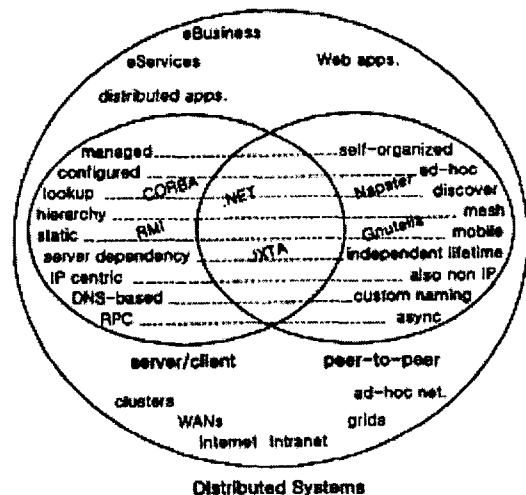 eBusiness
eServices Web apps.
distributed apps.
managed self-organized
configured ad-hoc
CORBA .NET Napster
lookup discover
hierarchy mesh
RMI Gnutella
static mobile
server dependency JXTA independent lifetime
IP centric also non IP
DNS-based custom naming
RPC async
server/client peer-to-peer
clusters ad-hoc net.
WANs grids
Internet Intranet
Distributed Systems